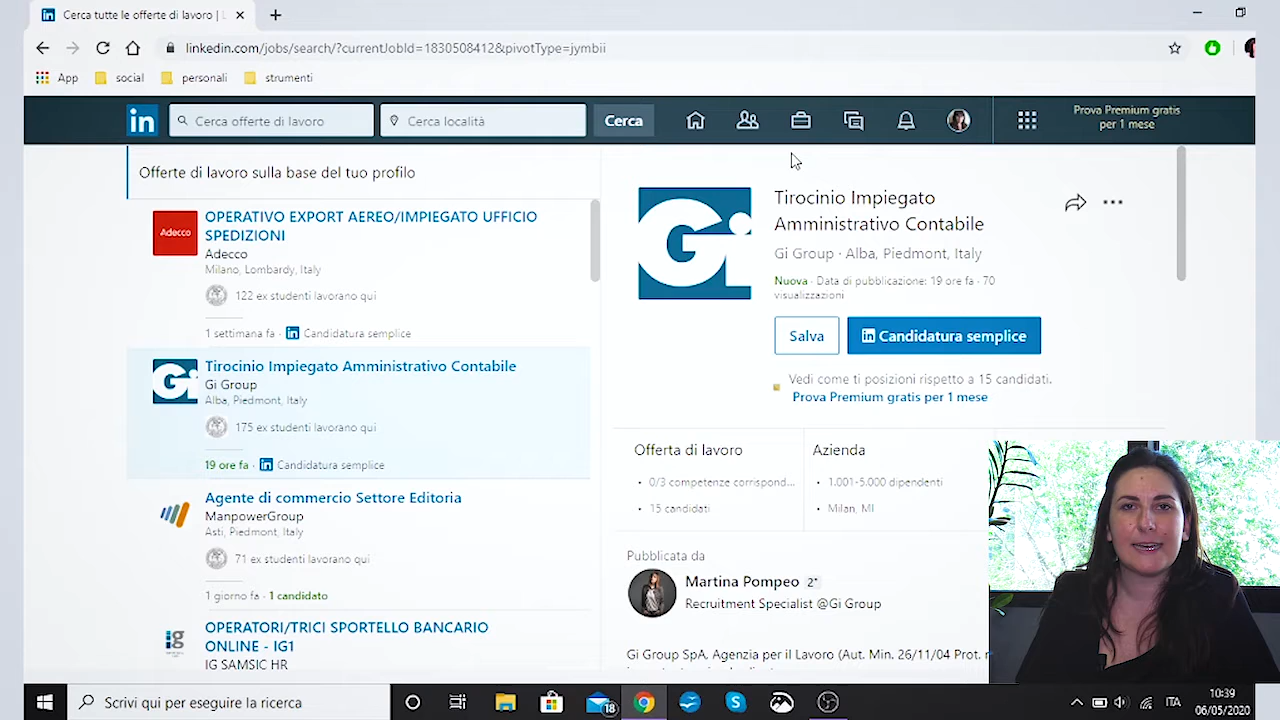 Cerca tutte le offerte di lavoro |
linkedin.com/jobs/search/?currentJobId=1830508412&pivotType=jymbii
App social personali strumenti
in Cerca offerte di lavoro Cerca località Cerca
Prova Premium gratis
per 1 mese
Offerte di lavoro sulla base del tuo profilo
Adecco
OPERATIVO EXPORT AEREO/IMPIEGATO UFFICIO
SPEDIZIONI
Adecco
Milano, Lombardy, Italy
122 ex studenti lavorano qui
1 settimana fa · in Candidatura semplice
Gi
Tirocinio Impiegato Amministrativo Contabile
Gi Group
Alba, Piedmont, Italy
175 ex studenti lavorano qui
19 ore fa · in Candidatura semplice
Agente di commercio Settore Editoria
ManpowerGroup
Asti, Piedmont, Italy
71 ex studenti lavorano qui
1 giorno fa · 1 candidato
ig
OPERATORI/TRICI SPORTELLO BANCARIO
ONLINE - IG1
IG SAMSIC HR
Gi
Tirocinio Impiegato
Amministrativo Contabile
Gi Group · Alba, Piedmont, Italy
Nuova · Data di pubblicazione: 19 ore fa · 70
visualizzazioni
Salva
in Candidatura semplice
Vedi come ti posizioni rispetto a 15 candidati.
Prova Premium gratis per 1 mese
Offerta di lavoro
· 0/3 competenze corrispond...
· 15 candidati
Azienda
· 1.001-5.000 dipendenti
· Milan, MI
Pubblicata da
Martina Pompeo 2°
Recruitment Specialist @Gi Group
Gi Group SpA, Agenzia per il Lavoro (Aut. Min. 26/11/04 Prot.
Scrivi qui per eseguire la ricerca
18
ITA
10:39
06/05/2020